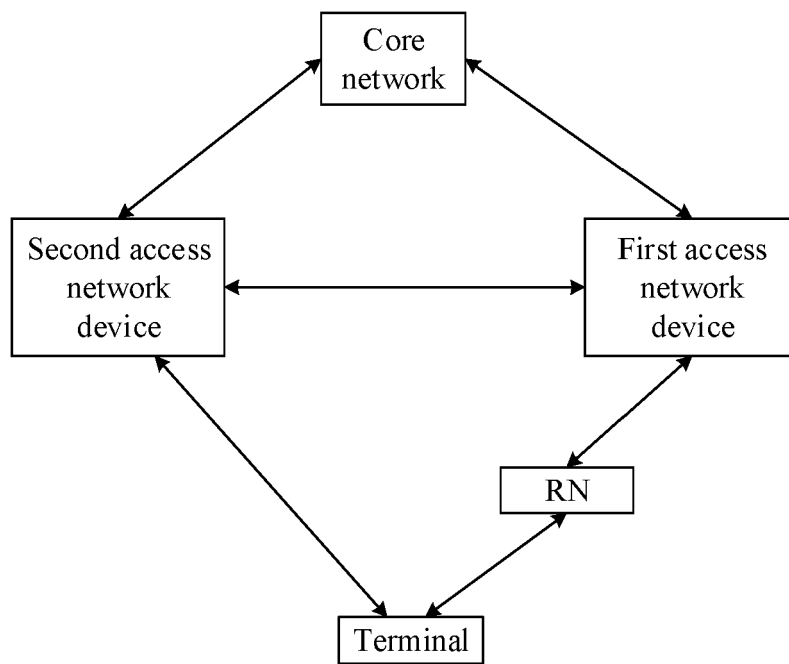 Core
network
Second access
network
device
First access
network
device
RN
Terminal